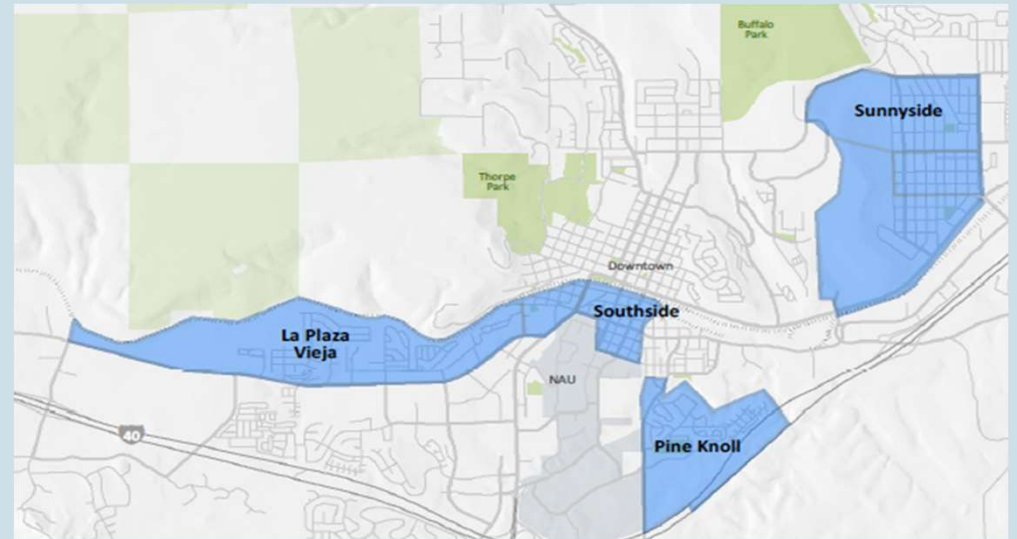 Buffalo
Park
Sunnyside
Thorpe
Park
Downtown
Southside
La Plaza
Vieja
NAU
40
Pine Knoll